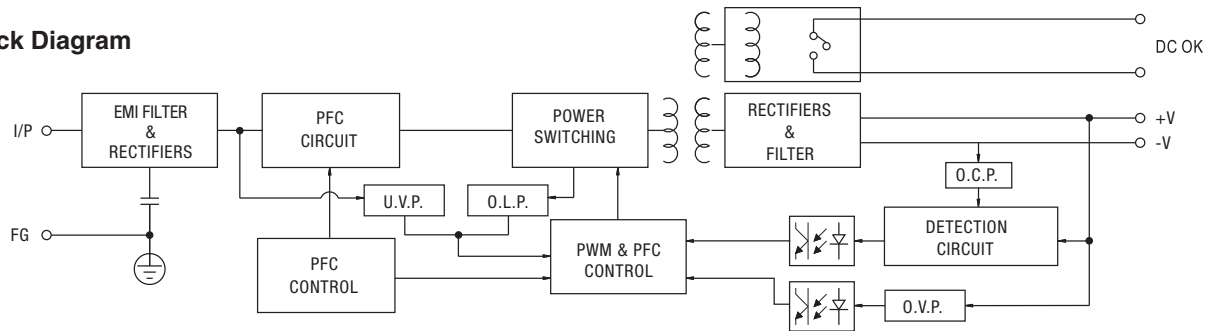 ck Diagram
DC OK
I/P
EMI FILTER
&
RECTIFIERS
PFC
CIRCUIT
POWER
SWITCHING
RECTIFIERS
&
FILTER
+V
-V
O.C.P.
U.V.P.
O.L.P.
FG
PFC
CONTROL
PWM & PFC
CONTROL
DETECTION
CIRCUIT
O.V.P.